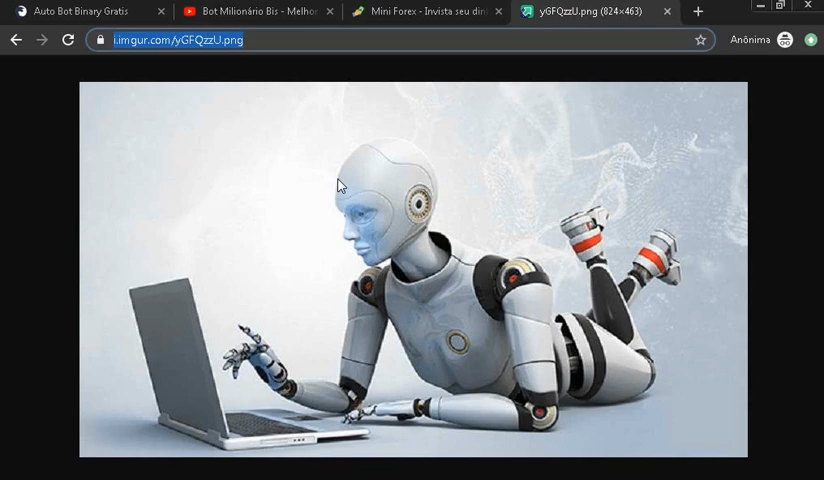 Auto Bot Binary Gratis
Bot Milionário Bis - Melhor
Mini Forex - Invista seu din
yGFQzzU.png (824×463)
i.imgur.com/yGFQzzU.png
Anônima